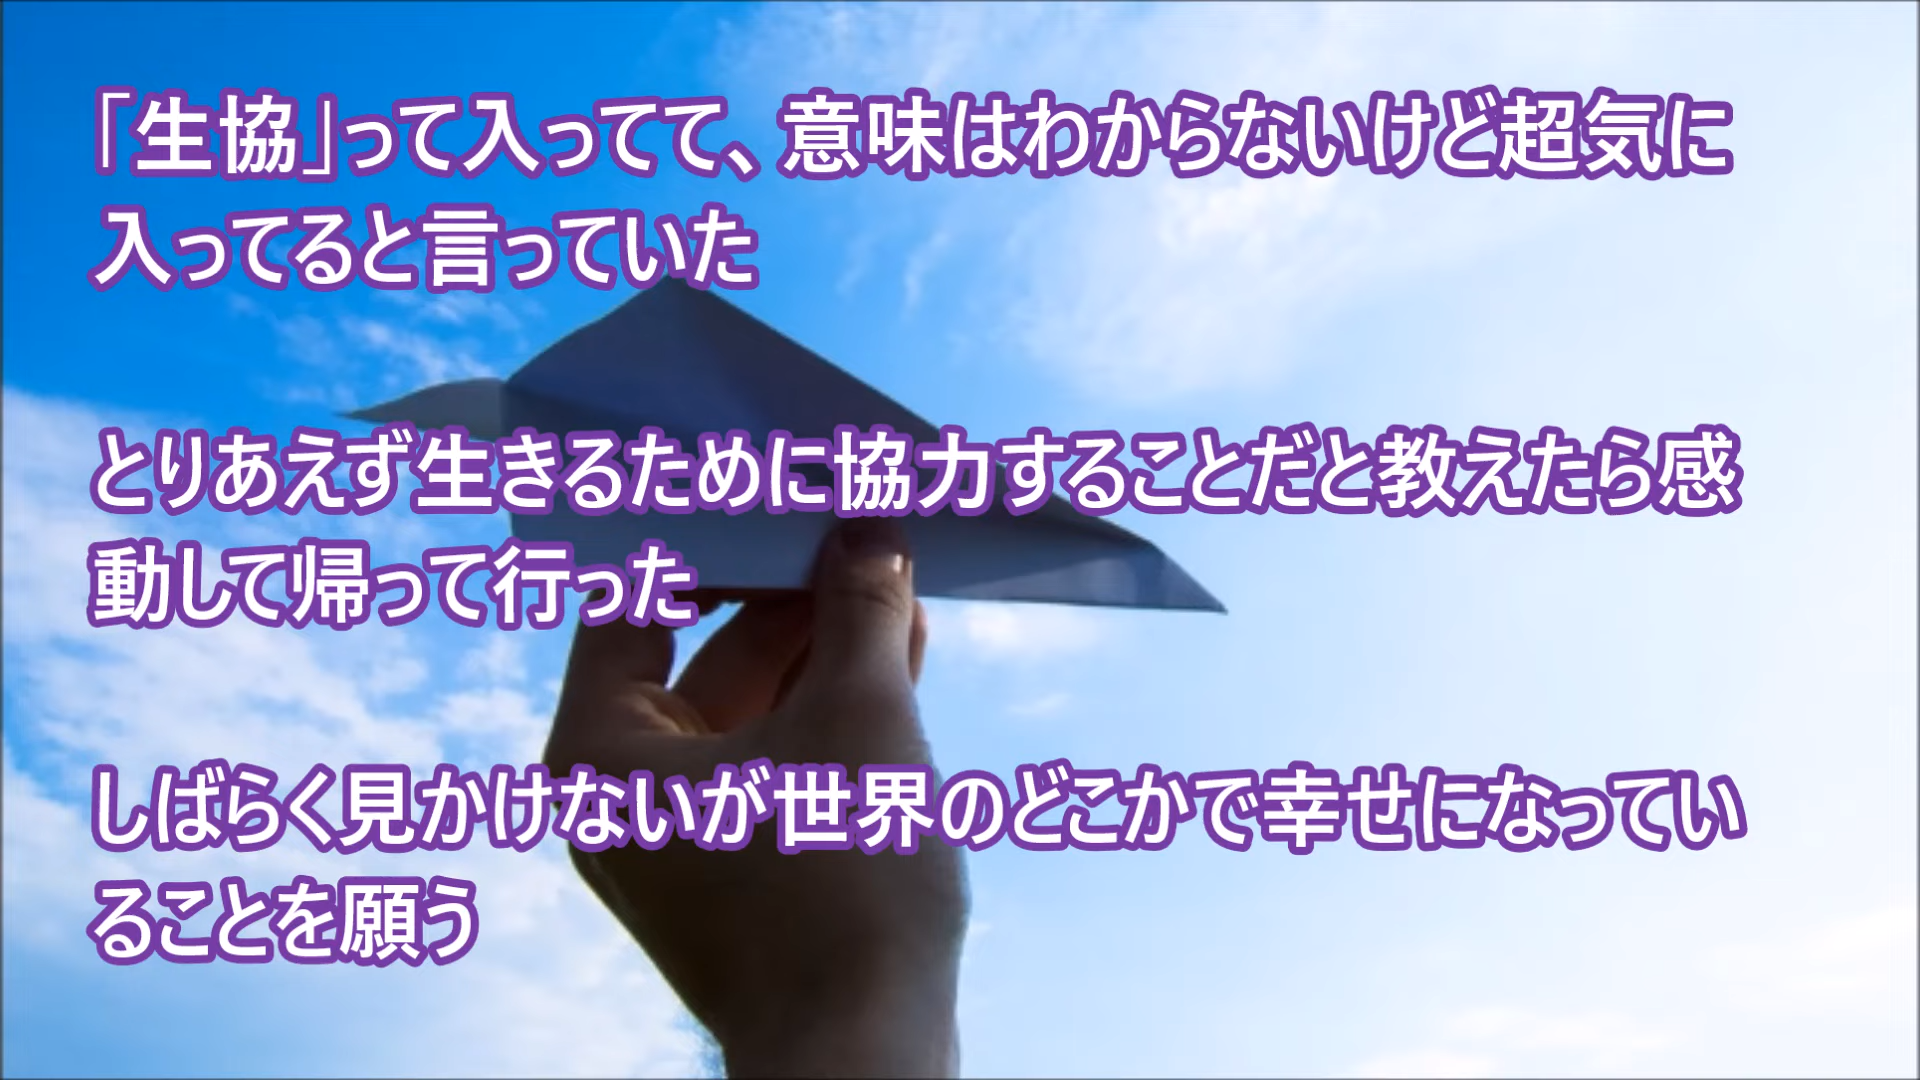 「生協」って入ってて、意味はわからないけど超気に
入ってると言っていた
とりあえず生きるために協力することだと教えたら感
動して帰って行った
しばらく見かけないが世界のどこかで幸せになってい
ることを願う